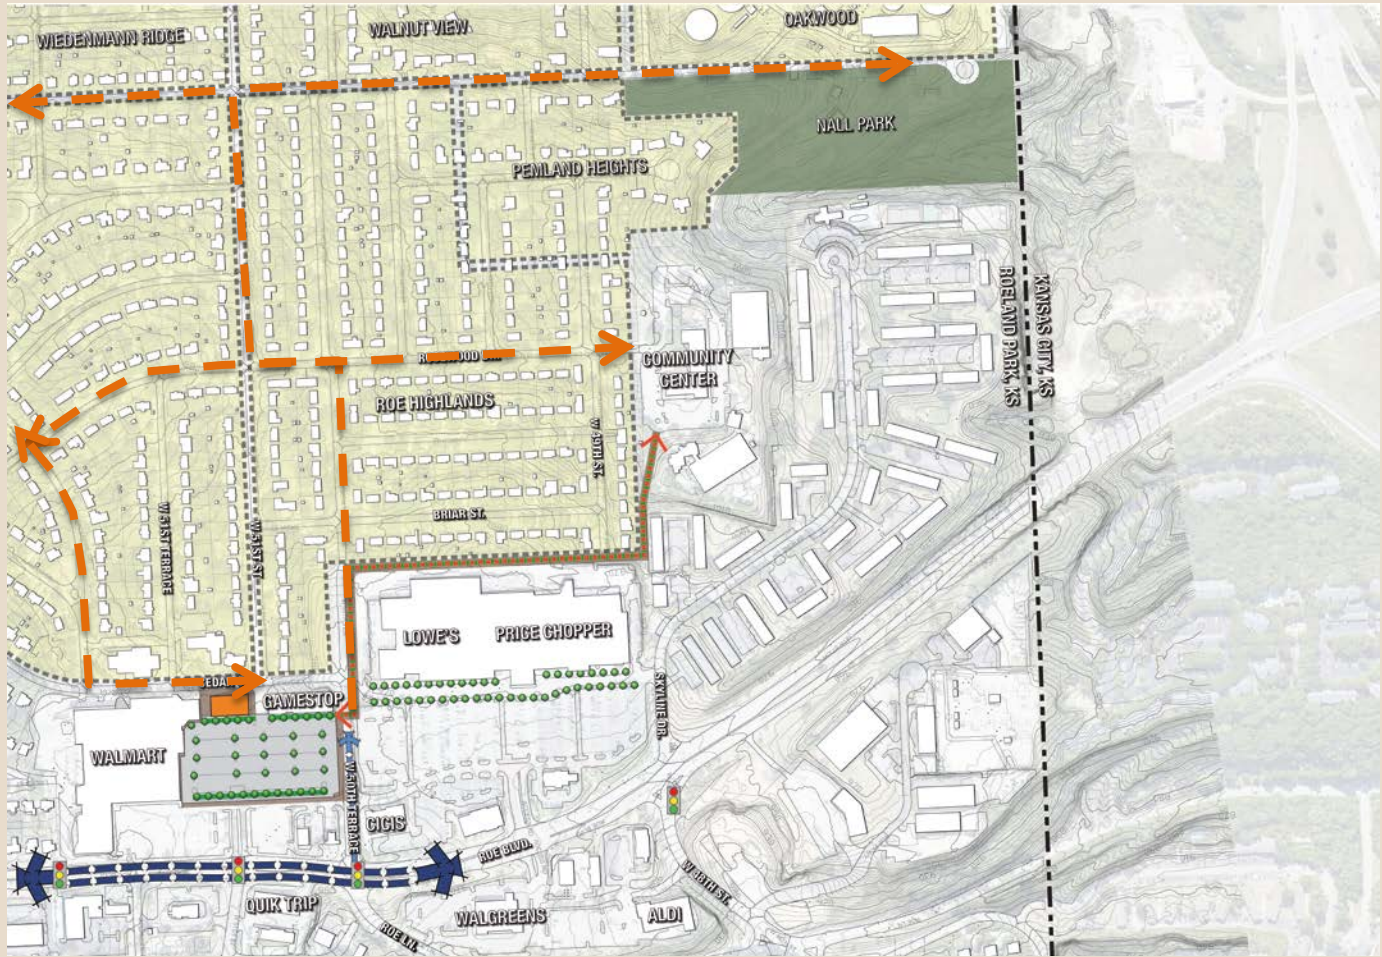 WIEDENMANN RIDGE
WALNUT VIEW
OAKWOOD
NALL PARK
PEMLAND HEIGHTS
ROELAND PARK, KS
KANSAS CITY, KS
COMMUNITY
CENTER
ROE HIGHLANDS
W 49TH ST.
BRIAR ST.
W 51ST TERRACE
W 51ST ST.
LOWE'S
PRICE CHOPPER
GAMESTOP
SKYLINE DR.
WALMART
W 50TH TERRACE
CICIS
ROE BLVD.
W 48TH ST.
QUIK TRIP
WALGREENS
ALDI
ROE LN.